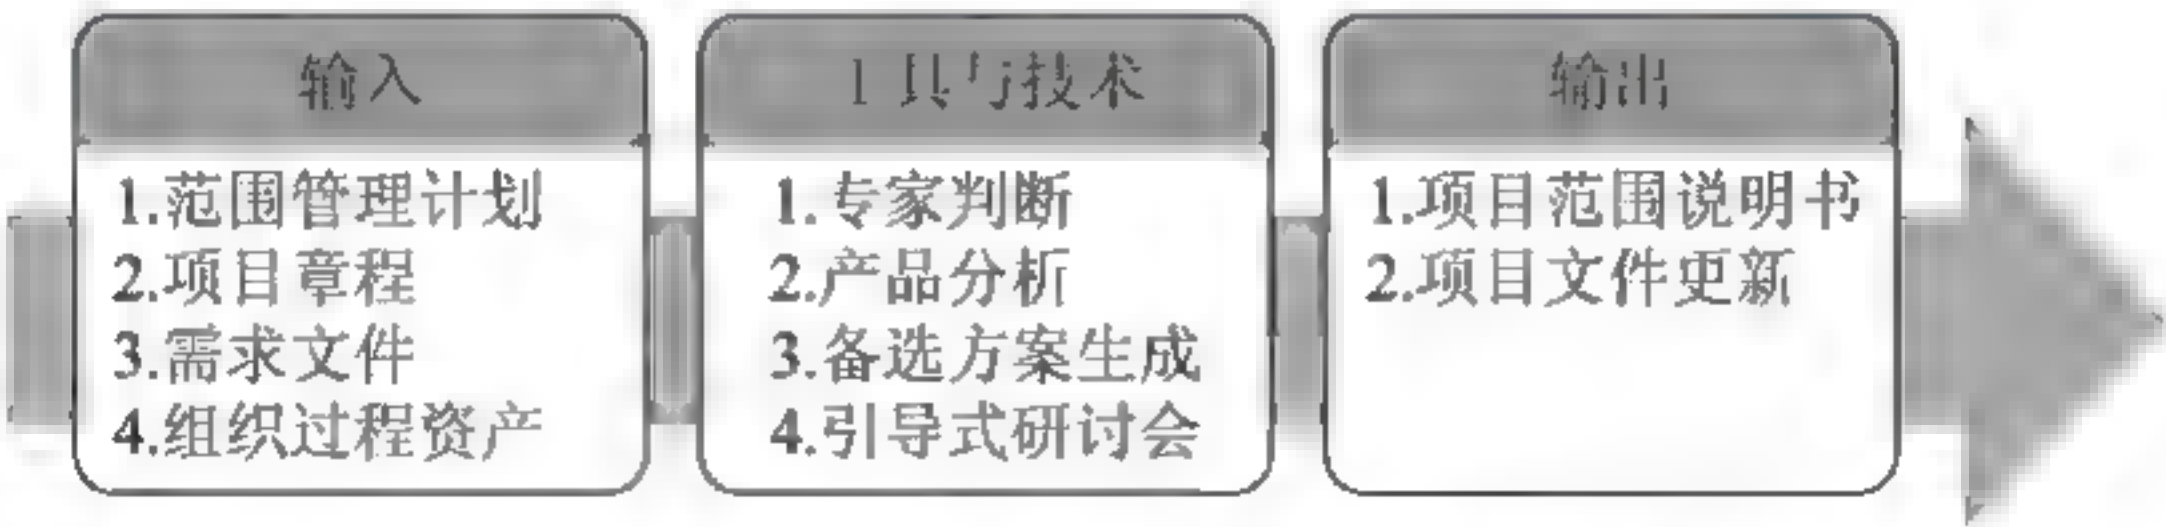 输入
1.范围管理计划
2.项目章程
3.需求文件
4.组织过程资产
工具与技术
1.专家判断
2.产品分析
3.备选方案生成
4.引导式研讨会
输出
1.项目范围说明书
2.项目文件更新